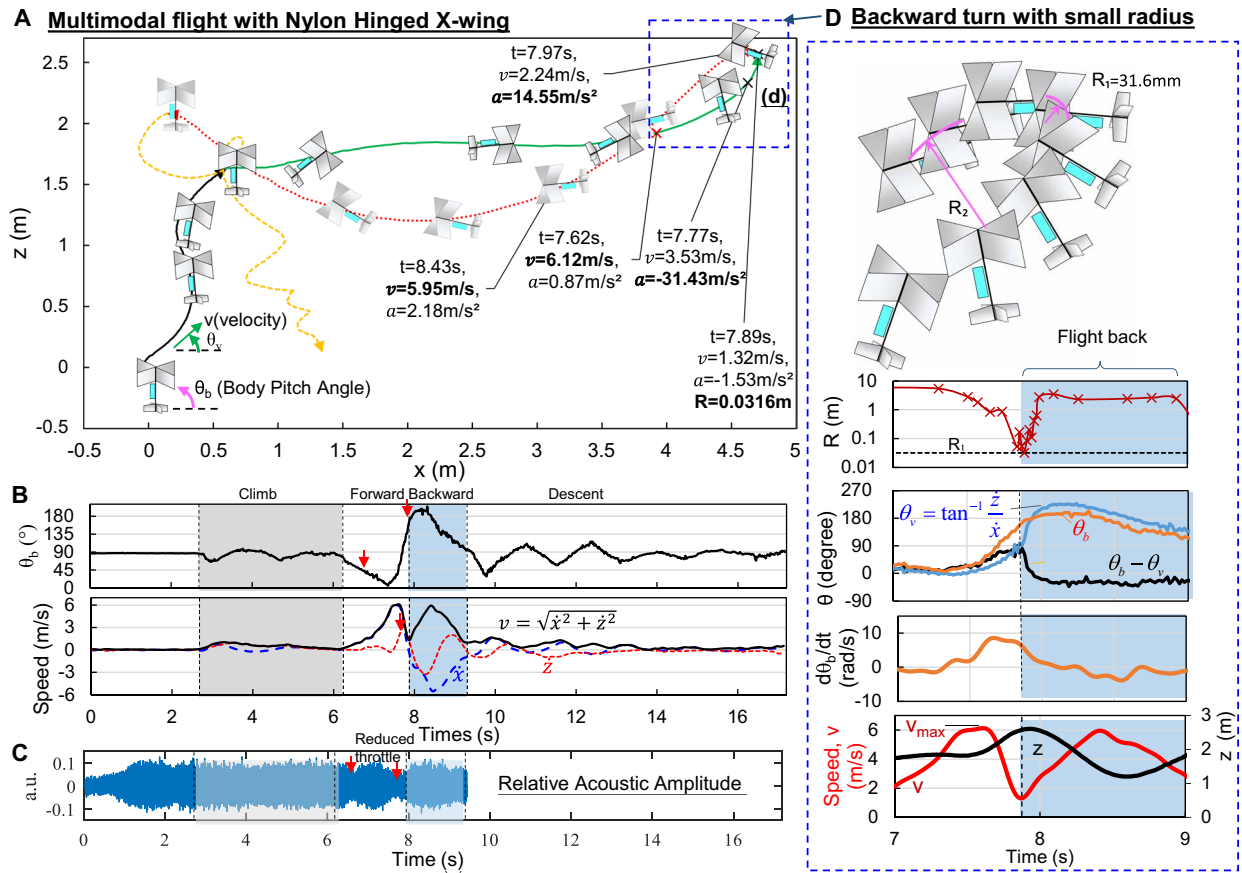 A Multimodal flight with Nylon Hinged X-wing
z (m)
2.5
2
1.5
1
0.5
0
-0.5
-0.5 0 0.5 1 1.5 2 2.5 3 3.5 4 4.5 5
x (m)
t=7.97s,
v=2.24m/s,
a=14.55m/s²
(d)
t=8.43s,
v=5.95m/s,
a=2.18m/s²
t=7.62s,
v=6.12m/s,
a=0.87m/s²
t=7.77s,
v=3.53m/s,
a=-31.43m/s²
t=7.89s,
v=1.32m/s,
a=-1.53m/s²
R=0.0316m
v(velocity)
θv
θb (Body Pitch Angle)
B
Climb Forward Backward Descent
θb (°)
180
135
90
45
0
Speed (m/s)
6
3
0
-3
-6
v = √ẋ² + ż²
ż
ẋ
0 2 4 6 8 10 12 14 16
Times (s)
C
Reduced
throttle
Relative Acoustic Amplitude
a.u.
0.1
0
-0.1
0 2 4 6 8 10 12 14 16
Time (s)
D Backward turn with small radius
R₁=31.6mm
R₂
Flight back
R (m)
10
1
0.1
0.01
R₁
θ (degree)
270
180
90
0
-90
θv = tan⁻¹ ż/ẋ
θb
θb − θv
dθb/dt
(rad/s)
10
0
-10
Speed, v
(m/s)
6
4
2
0
vmax
v
z
3
2
1
0
z (m)
7 8 9
Time (s)